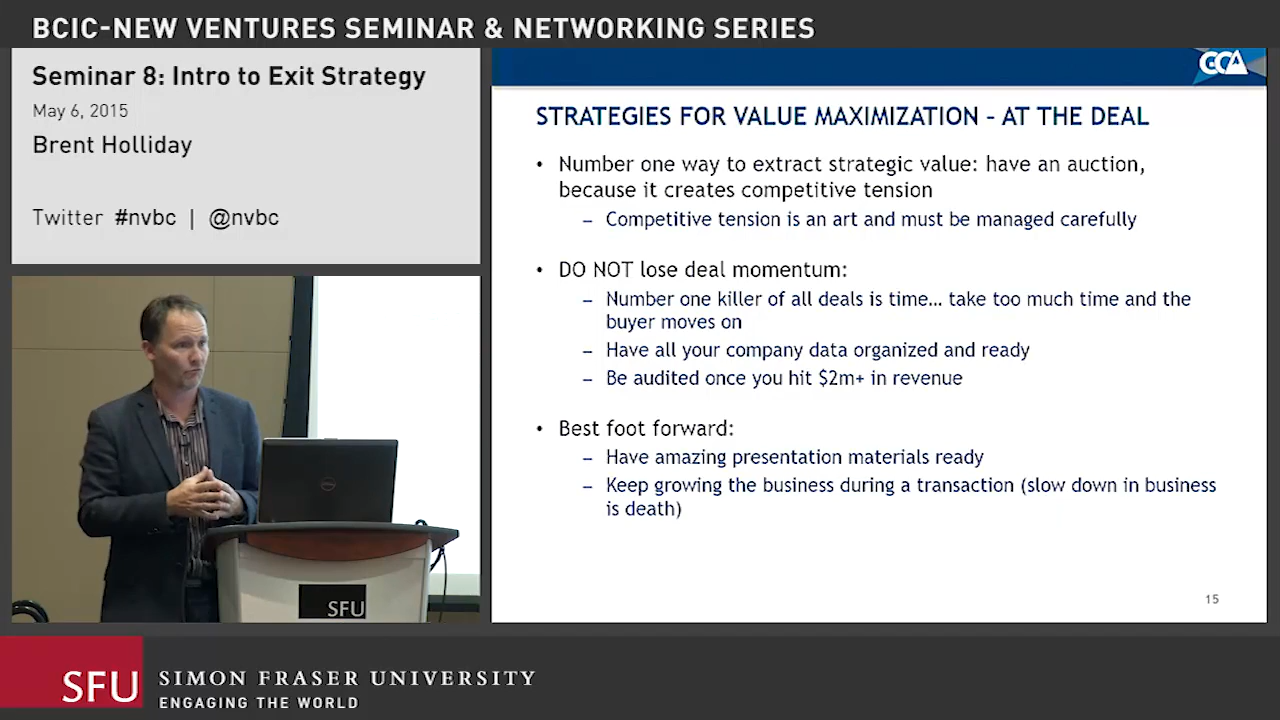 BCIC-NEW VENTURES SEMINAR & NETWORKING SERIES
Seminar 8: Intro to Exit Strategy
May 6, 2015
Brent Holliday
Twitter #nvbc | @nvbc
GCA
STRATEGIES FOR VALUE MAXIMIZATION – AT THE DEAL
• Number one way to extract strategic value: have an auction,
because it creates competitive tension
– Competitive tension is an art and must be managed carefully
• DO NOT lose deal momentum:
– Number one killer of all deals is time… take too much time and the
buyer moves on
– Have all your company data organized and ready
– Be audited once you hit $2m+ in revenue
• Best foot forward:
– Have amazing presentation materials ready
– Keep growing the business during a transaction (slow down in business
is death)
15
DELL
SFU
SFU
SIMON FRASER UNIVERSITY
ENGAGING THE WORLD